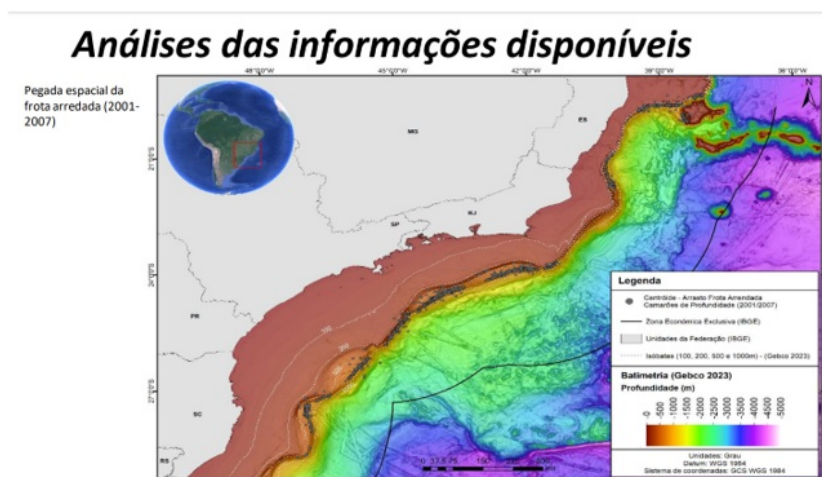 Análises das informações disponíveis
Pegada espacial da
frota arredada (2001-
2007)
48°0'0"W
45°0'0"W
42°0'0"W
39°0'0"W
36°0'0"W
21°0'0"S
24°0'0"S
27°0'0"S
N
MG
ES
SP
RJ
PR
SC
RS
Legenda
Centróide - Arrasto Frota Arrendada
Camarões de Profundidade (2001/2007)
Zona Econômica Exclusiva (IBGE)
Unidades da Federação (IBGE)
Isóbatas (100, 200, 500 e 1000m) - (Gebco 2023)
Batimetria (Gebco 2023)
Profundidade (m)
-0
-500
-1000
-1500
-2000
-2500
-3000
-3500
-4000
-4500
-5000
Unidades: Grau
Datum: WGS 1984
Sistema de coordenadas: GCS WGS 1984